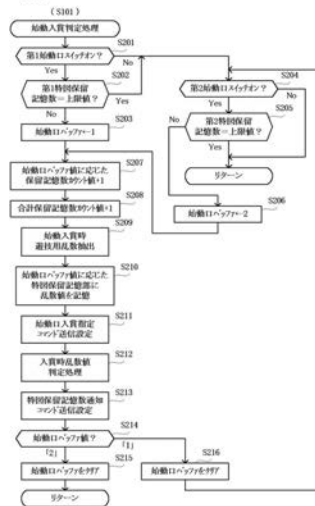 (S101)
始動入賞判定処理
S201
第1始動口スイッチオン?
No
Yes
S202
第1特図保留
記憶数=上限値?
Yes
No
S203
始動口バッファ←1
S204
第2始動口スイッチオン?
No
Yes
S205
第2特図保留
記憶数=上限値?
No
Yes
リターン
S206
始動口バッファ←2
S207
始動口バッファ値に応じた
保留記憶数カウント値+1
S208
合計保留記憶数カウント値+1
S209
始動入賞時
遊技用乱数抽出
S210
始動口バッファ値に応じた
特図保留記憶部に
乱数値を記憶
S211
始動口入賞指定
コマンド送信設定
S212
入賞時乱数値
判定処理
S213
特図保留記憶数通知
コマンド送信設定
S214
始動口バッファ値?
「2」
「1」
S215
始動口バッファをクリア
S216
始動口バッファをクリア
リターン